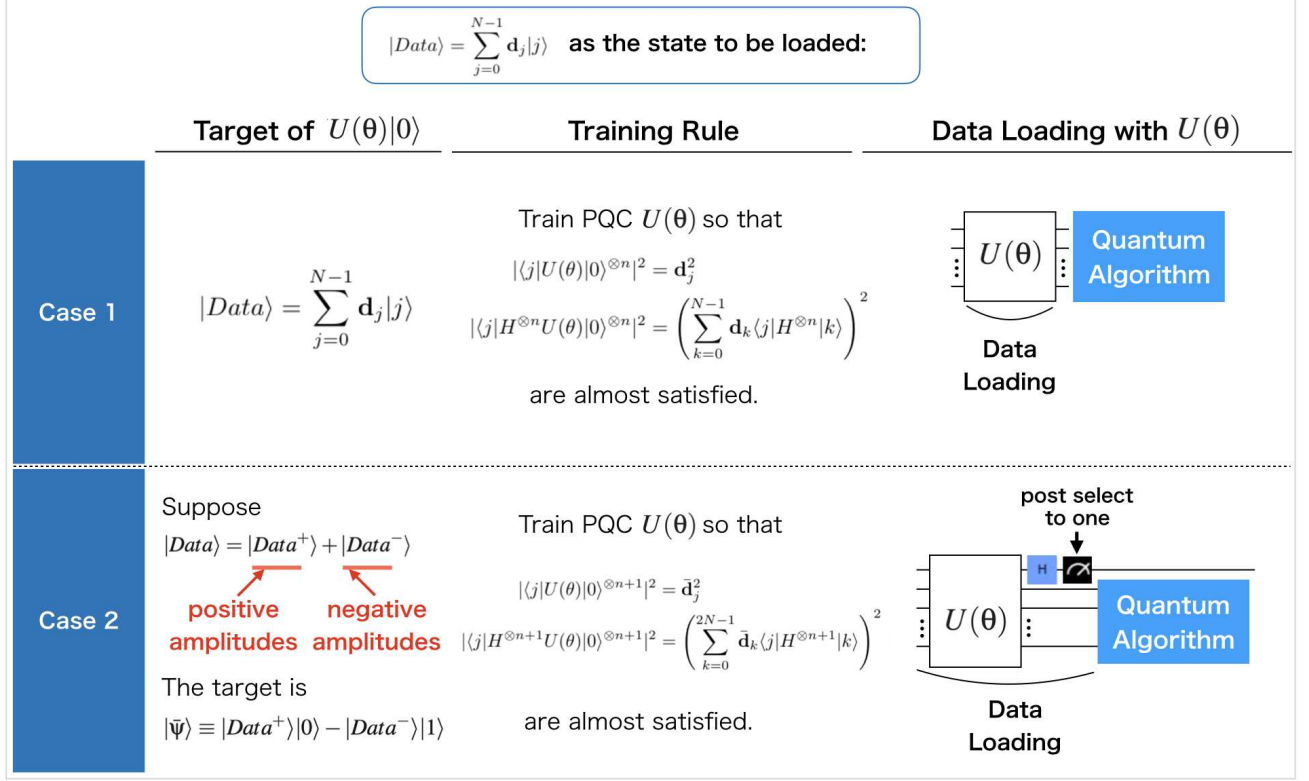 |Data⟩ = ∑_{j=0}^{N−1} d_j|j⟩ as the state to be loaded:
Target of U(θ)|0⟩
Training Rule
Data Loading with U(θ)
Case 1
|Data⟩ = ∑_{j=0}^{N−1} d_j|j⟩
Train PQC U(θ) so that
|⟨j|U(θ)|0⟩^{⊗n}|² = d_j²
|⟨j|H^{⊗n}U(θ)|0⟩^{⊗n}|² = (∑_{k=0}^{N−1} d_k⟨j|H^{⊗n}|k⟩)²
are almost satisfied.
U(θ)
Quantum
Algorithm
Data
Loading
Case 2
Suppose
|Data⟩ = |Data⁺⟩ + |Data⁻⟩
positive
amplitudes
negative
amplitudes
The target is
|ψ̄⟩ ≡ |Data⁺⟩|0⟩ − |Data⁻⟩|1⟩
Train PQC U(θ) so that
|⟨j|U(θ)|0⟩^{⊗n+1}|² = d̄_j²
|⟨j|H^{⊗n+1}U(θ)|0⟩^{⊗n+1}|² = (∑_{k=0}^{2N−1} d̄_k⟨j|H^{⊗n+1}|k⟩)²
are almost satisfied.
post select
to one
H
U(θ)
Quantum
Algorithm
Data
Loading